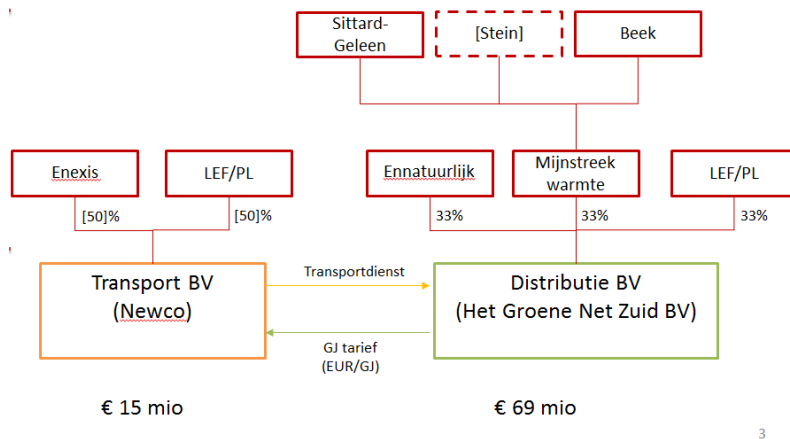 Sittard-
Geleen
[Stein]
Beek
Enexis
LEF/PL
Ennatuurlijk
Mijnstreek
warmte
LEF/PL
[50]%
[50]%
33%
33%
33%
Transport BV
(Newco)
Transportdienst
Distributie BV
(Het Groene Net Zuid BV)
GJ tarief
(EUR/GJ)
€ 15 mio
€ 69 mio
3